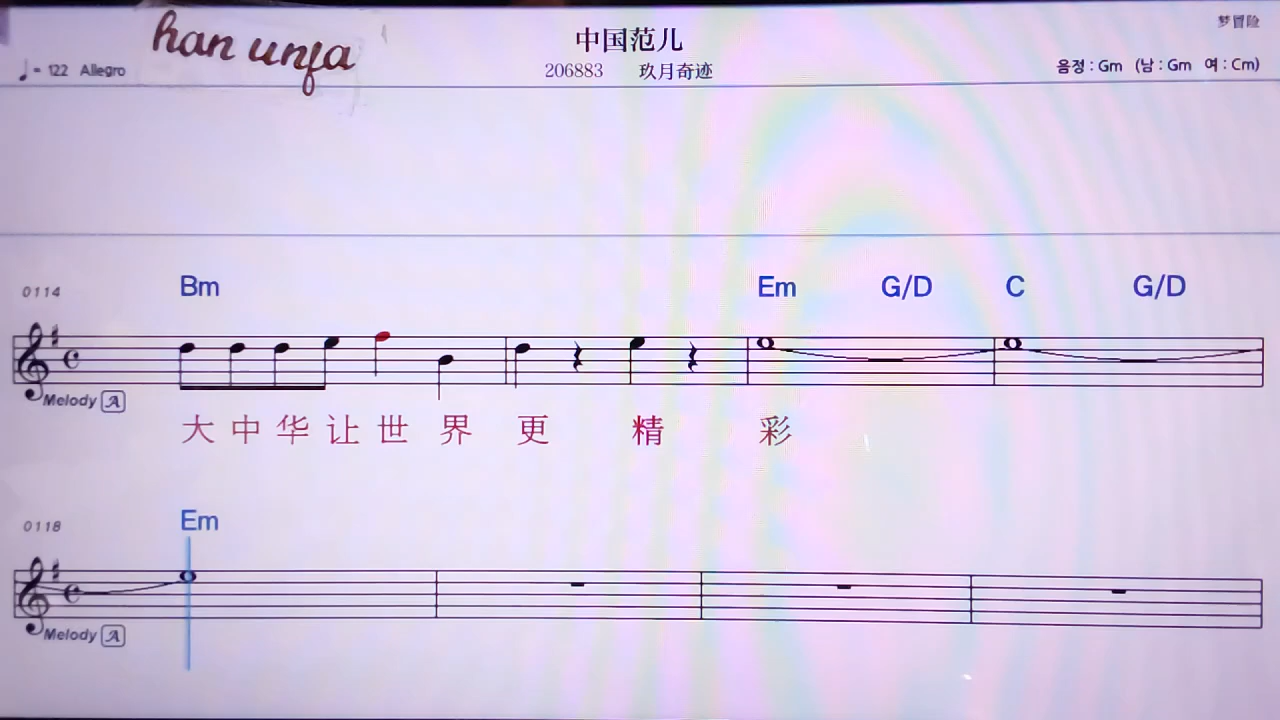 han unfa
中国范儿
梦冒险
♩= 122 Allegro
206883 玖月奇迹
음정 : Gm (남 : Gm 여 : Cm)
0114
Bm Em G/D C G/D
Melody A
大中华让世界更精彩
0118
Em
Melody A